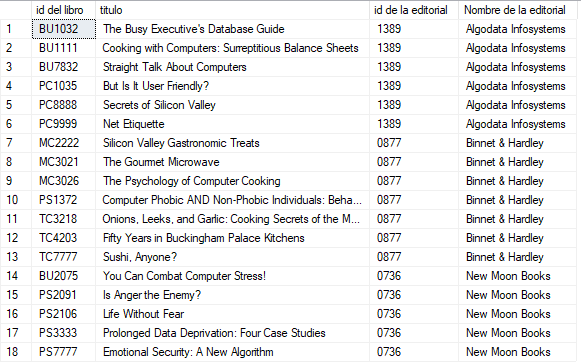 id del libro titulo id de la editorial Nombre de la editorial
1 BU1032 The Busy Executive's Database Guide 1389 Algodata Infosystems
2 BU1111 Cooking with Computers: Surreptitious Balance Sheets 1389 Algodata Infosystems
3 BU7832 Straight Talk About Computers 1389 Algodata Infosystems
4 PC1035 But Is It User Friendly? 1389 Algodata Infosystems
5 PC8888 Secrets of Silicon Valley 1389 Algodata Infosystems
6 PC9999 Net Etiquette 1389 Algodata Infosystems
7 MC2222 Silicon Valley Gastronomic Treats 0877 Binnet & Hardley
8 MC3021 The Gourmet Microwave 0877 Binnet & Hardley
9 MC3026 The Psychology of Computer Cooking 0877 Binnet & Hardley
10 PS1372 Computer Phobic AND Non-Phobic Individuals: Beha... 0877 Binnet & Hardley
11 TC3218 Onions, Leeks, and Garlic: Cooking Secrets of the M... 0877 Binnet & Hardley
12 TC4203 Fifty Years in Buckingham Palace Kitchens 0877 Binnet & Hardley
13 TC7777 Sushi, Anyone? 0877 Binnet & Hardley
14 BU2075 You Can Combat Computer Stress! 0736 New Moon Books
15 PS2091 Is Anger the Enemy? 0736 New Moon Books
16 PS2106 Life Without Fear 0736 New Moon Books
17 PS3333 Prolonged Data Deprivation: Four Case Studies 0736 New Moon Books
18 PS7777 Emotional Security: A New Algorithm 0736 New Moon Books